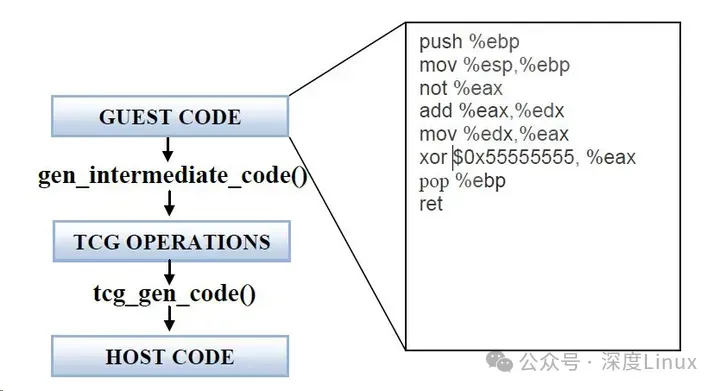 GUEST CODE
gen_intermediate_code()
TCG OPERATIONS
tcg_gen_code()
HOST CODE
push %ebp
mov %esp,%ebp
not %eax
add %eax,%edx
mov %edx,%eax
xor $0x55555555, %eax
pop %ebp
ret
公众号 · 深度Linux